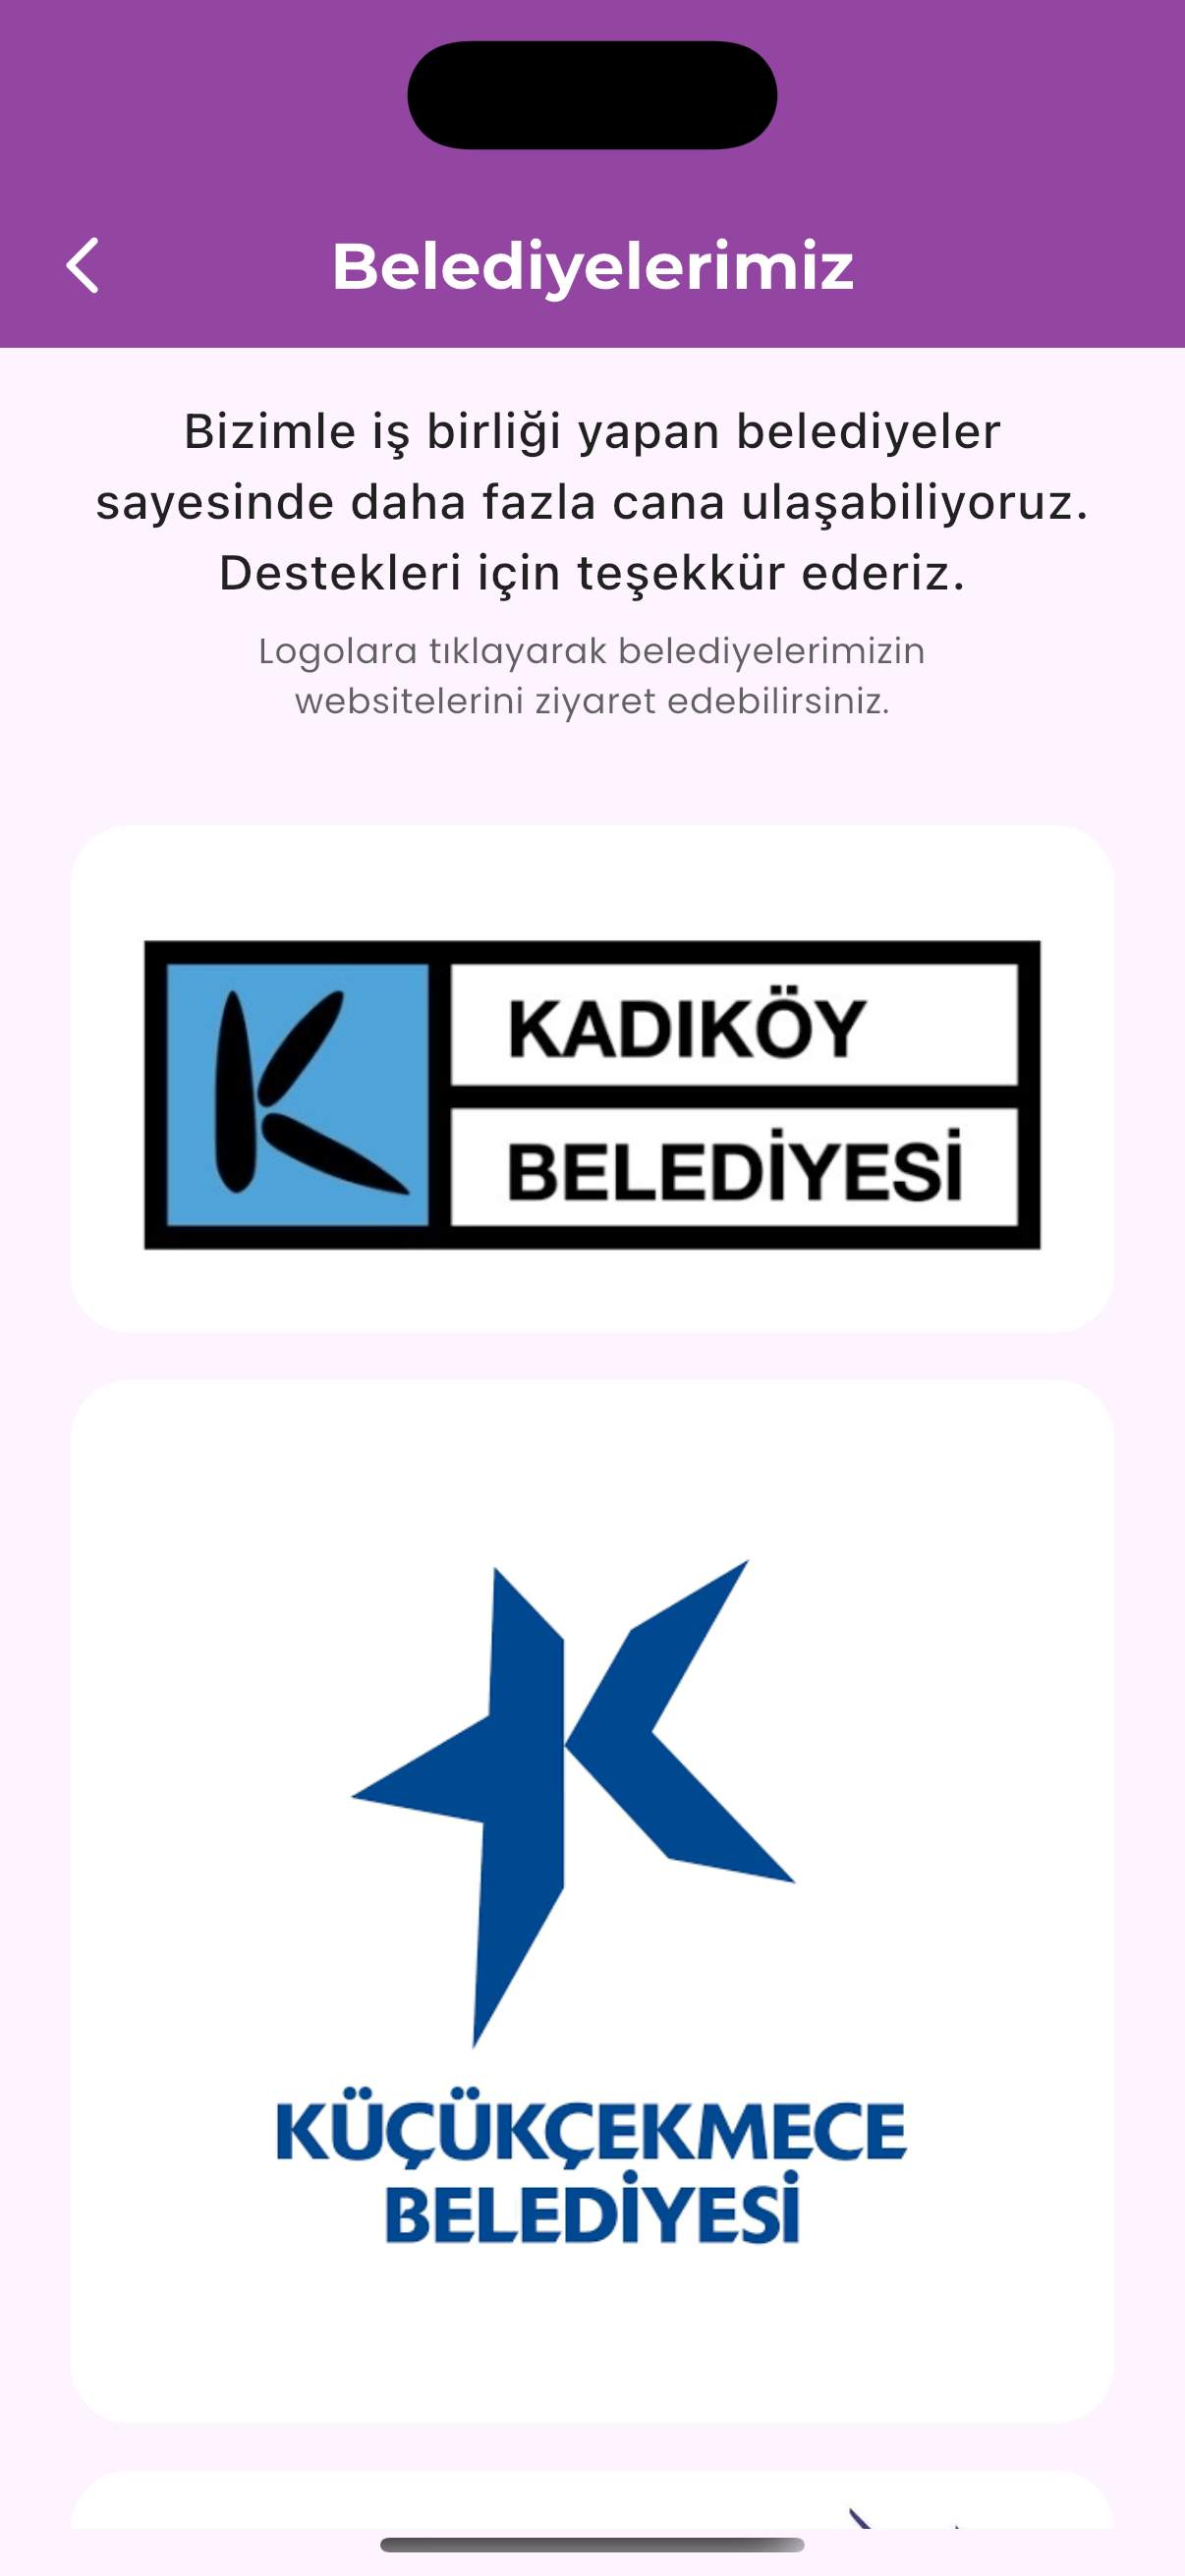 Belediyelerimiz
Bizimle iş birliği yapan belediyeler
sayesinde daha fazla cana ulaşabiliyoruz.
Destekleri için teşekkür ederiz.
Logolara tıklayarak belediyelerimizin
websitelerini ziyaret edebilirsiniz.
K
KADIKÖY
BELEDİYESİ
KÜÇÜKÇEKMECE
BELEDİYESİ